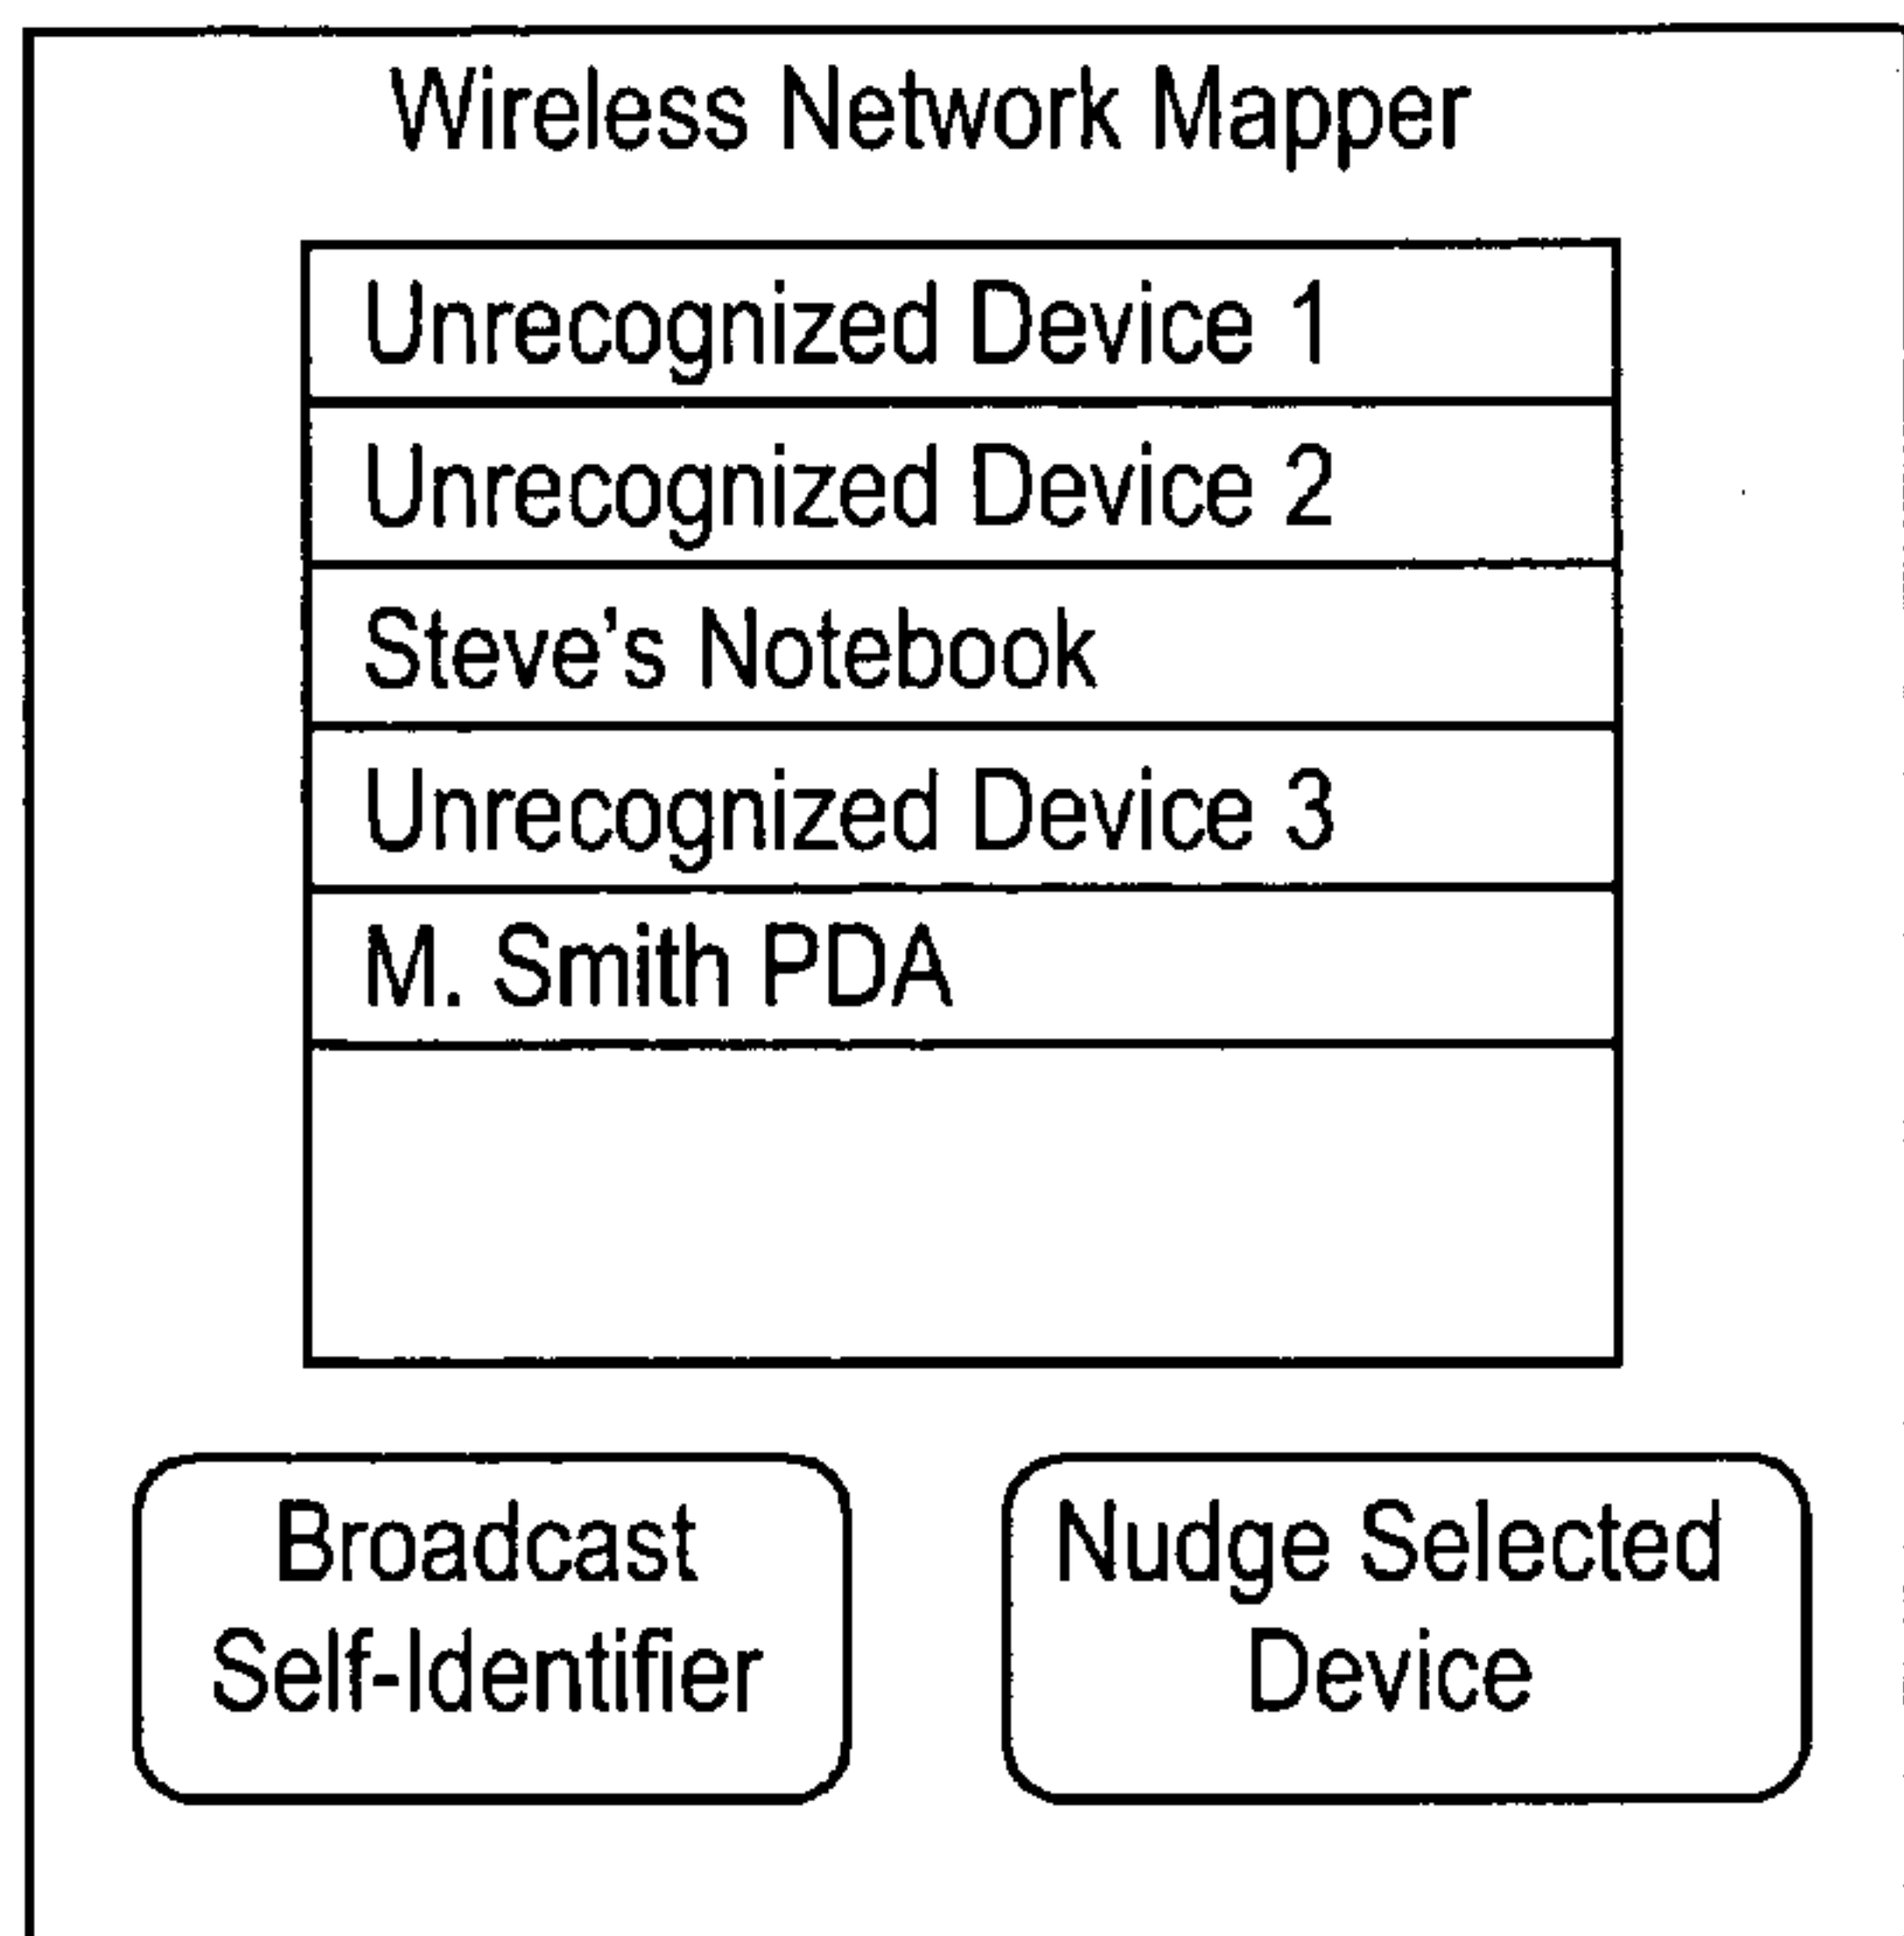 Wireless Network Mapper
Unrecognized Device 1
Unrecognized Device 2
Steve's Notebook
Unrecognized Device 3
M. Smith PDA
Broadcast
Self-Identifier
Nudge Selected
Device